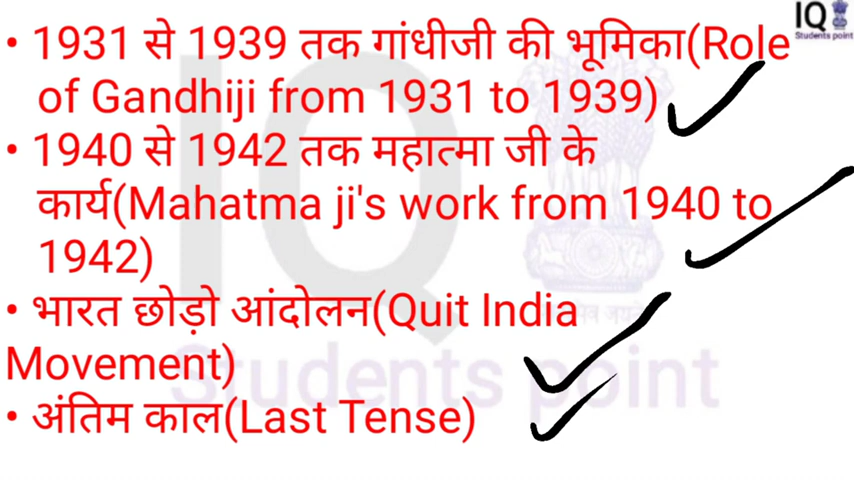 IQ
Students point
• 1931 से 1939 तक गांधीजी की भूमिका(Role
of Gandhiji from 1931 to 1939)
• 1940 से 1942 तक महात्मा जी के
कार्य(Mahatma ji's work from 1940 to
1942)
• भारत छोड़ो आंदोलन(Quit India
Movement)
• अंतिम काल(Last Tense)
IQ
Students point